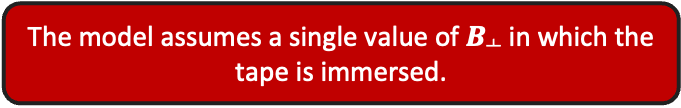 The model assumes a single value of B⊥ in which the
tape is immersed.